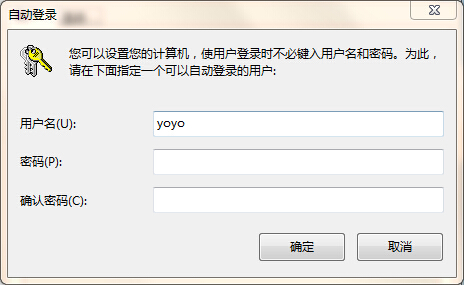 自动登录
您可以设置您的计算机，使用户登录时不必键入用户名和密码。为此，
请在下面指定一个可以自动登录的用户:
用户名(U): yoyo
密码(P):
确认密码(C):
确定 取消